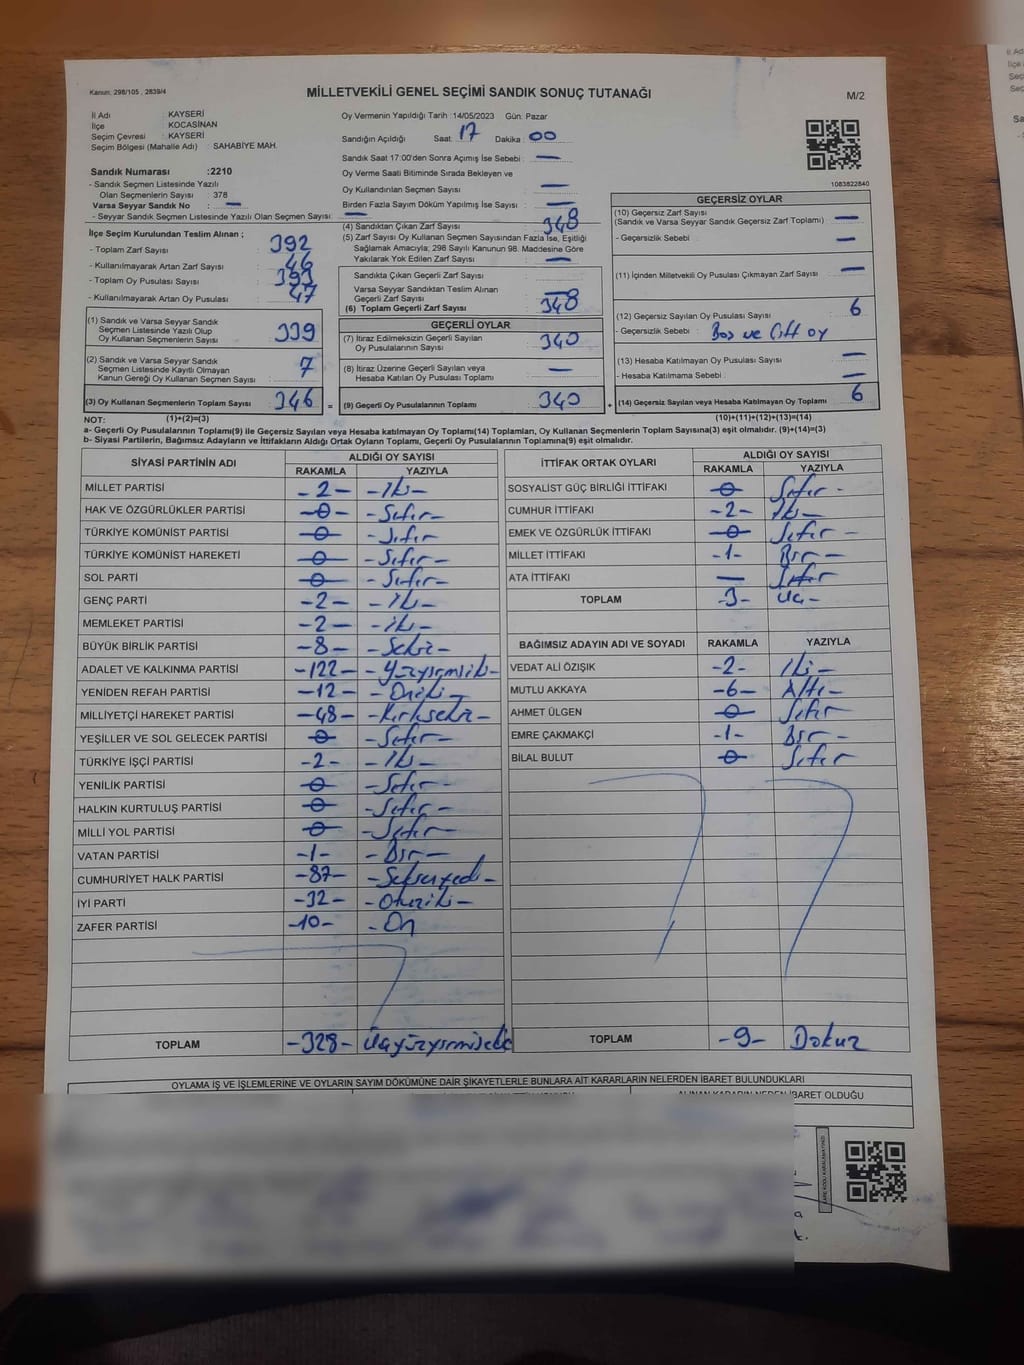 Kanun: 298/105 , 2839/4
MİLLETVEKİLİ GENEL SEÇİMİ SANDIK SONUÇ TUTANAĞI
M/2
İl Adı : KAYSERİ
İlçe : KOCASİNAN
Seçim Çevresi : KAYSERİ
Seçim Bölgesi (Mahalle Adı) : SAHABİYE MAH.
Oy Vermenin Yapıldığı Tarih :14/05/2023 Gün: Pazar
Sandığın Açıldığı Saat: 17 Dakika : 00
Sandık Saat 17:00'den Sonra Açımış İse Sebebi : —
Oy Verme Saati Bitiminde Sırada Bekleyen ve
Oy Kullandırılan Seçmen Sayısı : —
Birden Fazla Sayım Döküm Yapılmış İse Sayısı : —
1083822840
Sandık Numarası :2210
- Sandık Seçmen Listesinde Yazılı
Olan Seçmenlerin Sayısı : 378
Varsa Seyyar Sandık No : —
- Seyyar Sandık Seçmen Listesinde Yazılı Olan Seçmen Sayısı: —
İlçe Seçim Kurulundan Teslim Alınan ;
- Toplam Zarf Sayısı : 392
- Kullanılmayarak Artan Zarf Sayısı : 46
- Toplam Oy Pusulası Sayısı : 393
- Kullanılmayarak Artan Oy Pusulası : 47
(4) Sandıktan Çıkan Zarf Sayısı : 348
(5) Zarf Sayısı Oy Kullanan Seçmen Sayısından Fazla İse, Eşitliği
Sağlamak Amacıyla; 298 Sayılı Kanunun 98. Maddesine Göre
Yakılarak Yok Edilen Zarf Sayısı : —
Sandıkta Çıkan Geçerli Zarf Sayısı :
Varsa Seyyar Sandıktan Teslim Alınan
Geçerli Zarf Sayısı : —
(6) Toplam Geçerli Zarf Sayısı : 348
GEÇERSİZ OYLAR
(10) Geçersiz Zarf Sayısı
(Sandık ve Varsa Seyyar Sandık Geçersiz Zarf Toplamı) : —
- Geçersizlik Sebebi : —
(11) İçinden Milletvekili Oy Pusulası Çıkmayan Zarf Sayısı : —
(12) Geçersiz Sayılan Oy Pusulası Sayısı : 6
- Geçersizlik Sebebi : Boş ve Çift oy
(13) Hesaba Katılmayan Oy Pusulası Sayısı : —
- Hesaba Katılmama Sebebi : —
(14) Geçersiz Sayılan veya Hesaba Katılmayan Oy Toplamı : 6
(1) Sandık ve Varsa Seyyar Sandık
Seçmen Listesinde Yazılı Olup
Oy Kullanan Seçmenlerin Sayısı : 339
(2) Sandık ve Varsa Seyyar Sandık
Seçmen Listesinde Kayıtlı Olmayan
Kanun Gereği Oy Kullanan Seçmen Sayısı : 7
(3) Oy Kullanan Seçmenlerin Toplam Sayısı : 346
=
GEÇERLİ OYLAR
(7) İtiraz Edilmeksizin Geçerli Sayılan
Oy Pusulalarının Sayısı : 340
(8) İtiraz Üzerine Geçerli Sayılan veya
Hesaba Katılan Oy Pusulası Toplamı : —
(9) Geçerli Oy Pusulalarının Toplamı : 340
+
NOT: (1)+(2)=(3) (10)+(11)+(12)+(13)=(14)
a- Geçerli Oy Pusulalarının Toplamı(9) ile Geçersiz Sayılan veya Hesaba Katılmayan Oy Toplamı(14) Toplamları, Oy Kullanan Seçmenlerin Toplam Sayısına(3) eşit olmalıdır. (9)+(14)=(3)
b- Siyasi Partilerin, Bağımsız Adayların ve İttifakların Aldığı Ortak Oyların Toplamı, Geçerli Oy Pusulalarının Toplamına(9) eşit olmalıdır.
SİYASİ PARTİNİN ADI ALDIĞI OY SAYISI
RAKAMLA YAZIYLA
MİLLET PARTİSİ -2- -İki-
HAK VE ÖZGÜRLÜKLER PARTİSİ -0- -Sıfır-
TÜRKİYE KOMÜNİST PARTİSİ -0- -Sıfır-
TÜRKİYE KOMÜNİST HAREKETİ -0- -Sıfır-
SOL PARTİ -0- -Sıfır-
GENÇ PARTİ -2- -İki-
MEMLEKET PARTİSİ -2- -İki-
BÜYÜK BİRLİK PARTİSİ -8- -Sekiz-
ADALET VE KALKINMA PARTİSİ -122- -Yüzyirmiiki-
YENİDEN REFAH PARTİSİ -12- -Oniki-
MİLLİYETÇİ HAREKET PARTİSİ -48- -Kırksekiz-
YEŞİLLER VE SOL GELECEK PARTİSİ -0- -Sıfır-
TÜRKİYE İŞÇİ PARTİSİ -2- -İki-
YENİLİK PARTİSİ -0- -Sıfır-
HALKIN KURTULUŞ PARTİSİ -0- -Sıfır-
MİLLİ YOL PARTİSİ -0- -Sıfır-
VATAN PARTİSİ -1- -Bir-
CUMHURİYET HALK PARTİSİ -87- -Seksenyedi-
İYİ PARTİ -32- -Otuziki-
ZAFER PARTİSİ -10- -On
TOPLAM -328- Üçyüzyirmisekiz
İTTİFAK ORTAK OYLARI ALDIĞI OY SAYISI
RAKAMLA YAZIYLA
SOSYALİST GÜÇ BİRLİĞİ İTTİFAKI -0- Sıfır-
CUMHUR İTTİFAKI -2- İki-
EMEK VE ÖZGÜRLÜK İTTİFAKI -0- Sıfır-
MİLLET İTTİFAKI -1- Bir-
ATA İTTİFAKI — Sıfır
TOPLAM -3- Üç-
BAĞIMSIZ ADAYIN ADI VE SOYADI RAKAMLA YAZIYLA
VEDAT ALİ ÖZIŞIK -2- İki-
MUTLU AKKAYA -6- Altı-
AHMET ÜLGEN -0- Sıfır
EMRE ÇAKMAKÇİ -1- Bir-
BİLAL BULUT -0- Sıfır
TOPLAM -9- Dokuz
OYLAMA İŞ VE İŞLEMLERİNE VE OYLARIN SAYIM DÖKÜMÜNE DAİR ŞİKAYETLERLE BUNLARA AİT KARARLARIN NELERDEN İBARET BULUNDUKLARI
ALINAN KARARIN NEDEN İBARET OLDUĞU